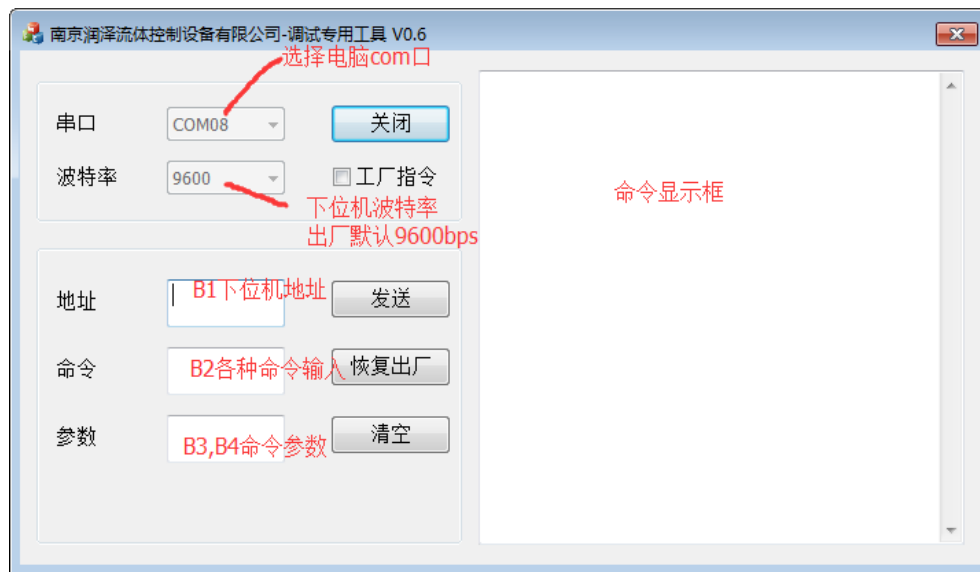 南京润泽流体控制设备有限公司-调试专用工具 V0.6
选择电脑com口
串口 COM08 关闭
波特率 9600 工厂指令
下位机波特率
出厂默认9600bps
命令显示框
地址 B1下位机地址 发送
命令 B2各种命令输入 恢复出厂
参数 B3,B4命令参数 清空